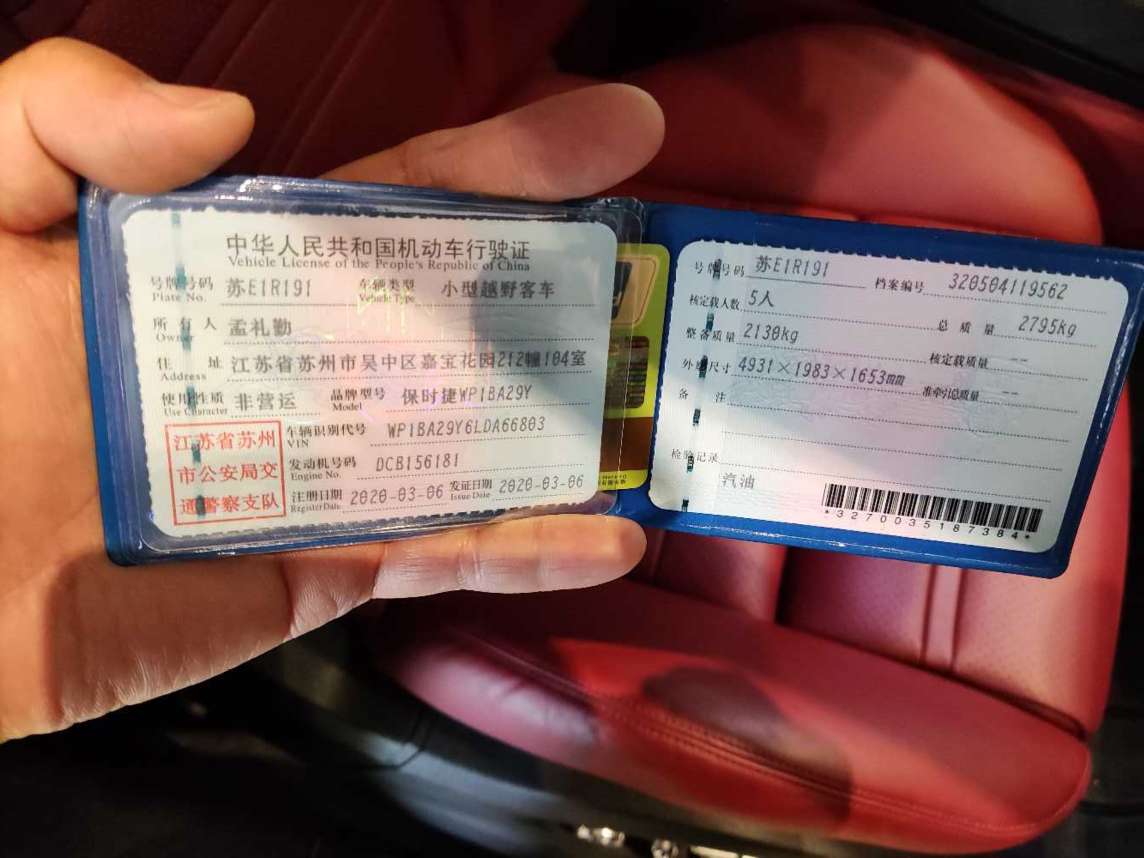 中华人民共和国机动车行驶证
Vehicle License of the People's Republic of China
号牌号码 苏E1R191 车辆类型 小型越野客车
Plate No. Vehicle Type
所有人 孟礼勤
Owner
住址 江苏省苏州市吴中区嘉宝花园212幢104室
Address
使用性质 非营运 品牌型号 保时捷WP1BA29Y
Use Character Model
江苏省苏州
市公安局交
通警察支队
车辆识别代号 WP1BA29Y6LDA66803
VIN
发动机号码 DCB156181
Engine No.
注册日期 2020-03-06 发证日期 2020-03-06
Register Date Issue Date
号牌号码 苏E1R191 档案编号 320504119562
核定载人数 5人 总质量 2795kg
整备质量 2130kg 核定载质量 --
外廓尺寸 4931×1983×1653mm 准牵引总质量 --
备注
检验记录
汽油
*3270035187384*